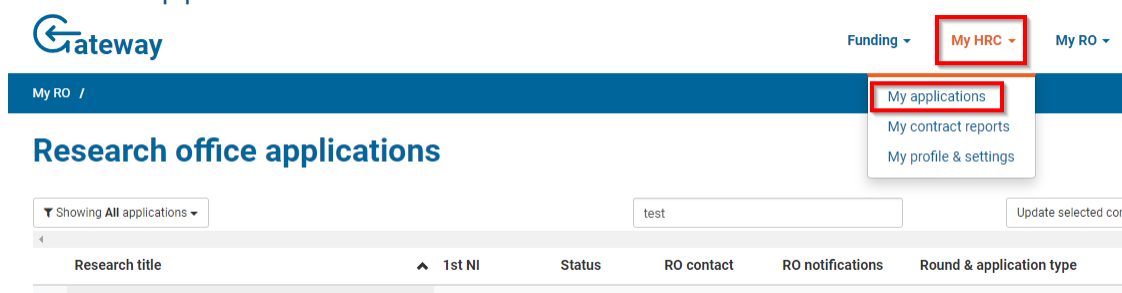 Gateway
Funding My HRC My RO
My RO /
My applications
My contract reports
My profile & settings
Research office applications
Showing All applications
test
Update selected cor
Research title 1st NI Status RO contact RO notifications Round & application type